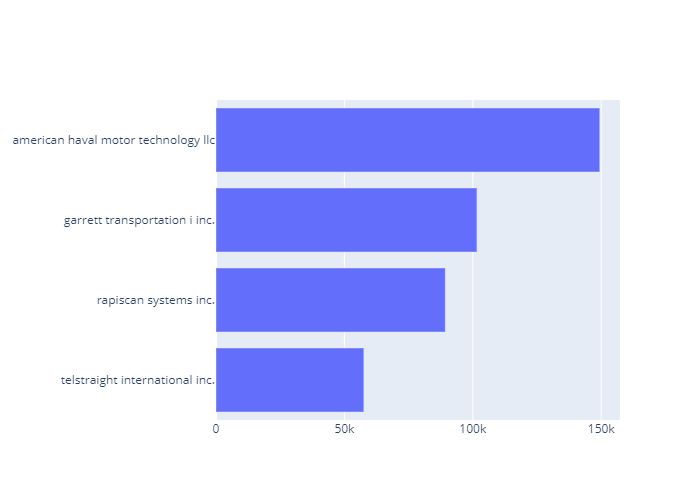 american haval motor technology llc
garrett transportation i inc.
rapiscan systems inc.
telstraight international inc.
0 50k 100k 150k